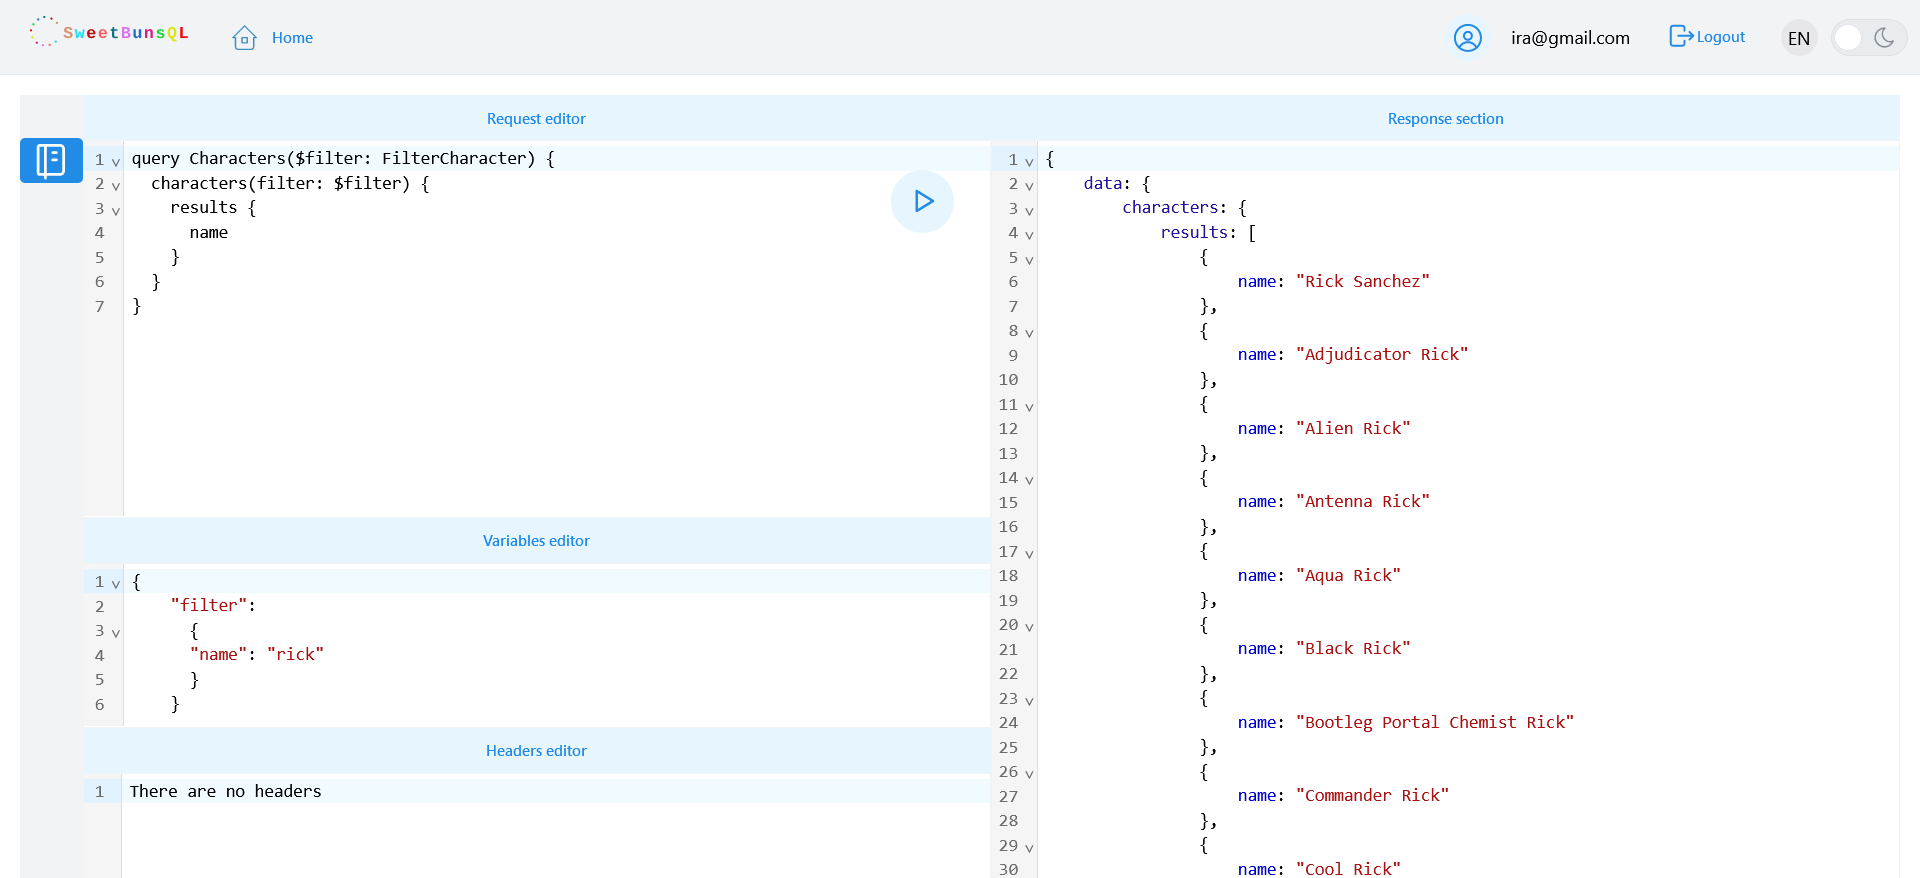 SweetBunsQL
Home
ira@gmail.com
Logout
EN
Request editor
1 query Characters($filter: FilterCharacter) {
2 characters(filter: $filter) {
3 results {
4 name
5 }
6 }
7 }
Variables editor
1 {
2 "filter":
3 {
4 "name": "rick"
5 }
6 }
Headers editor
1 There are no headers
Response section
1 {
2 data: {
3 characters: {
4 results: [
5 {
6 name: "Rick Sanchez"
7 },
8 {
9 name: "Adjudicator Rick"
10 },
11 {
12 name: "Alien Rick"
13 },
14 {
15 name: "Antenna Rick"
16 },
17 {
18 name: "Aqua Rick"
19 },
20 {
21 name: "Black Rick"
22 },
23 {
24 name: "Bootleg Portal Chemist Rick"
25 },
26 {
27 name: "Commander Rick"
28 },
29 {
30 name: "Cool Rick"